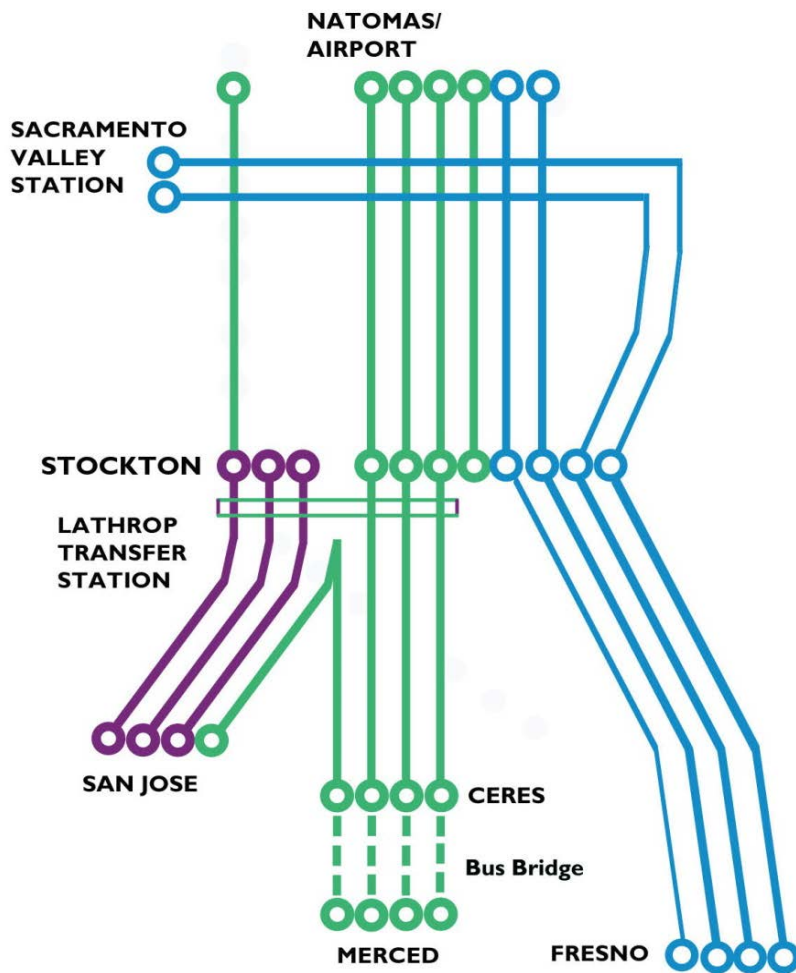 NATOMAS/
AIRPORT
SACRAMENTO
VALLEY
STATION
STOCKTON
LATHROP
TRANSFER
STATION
SAN JOSE
CERES
Bus Bridge
MERCED
FRESNO